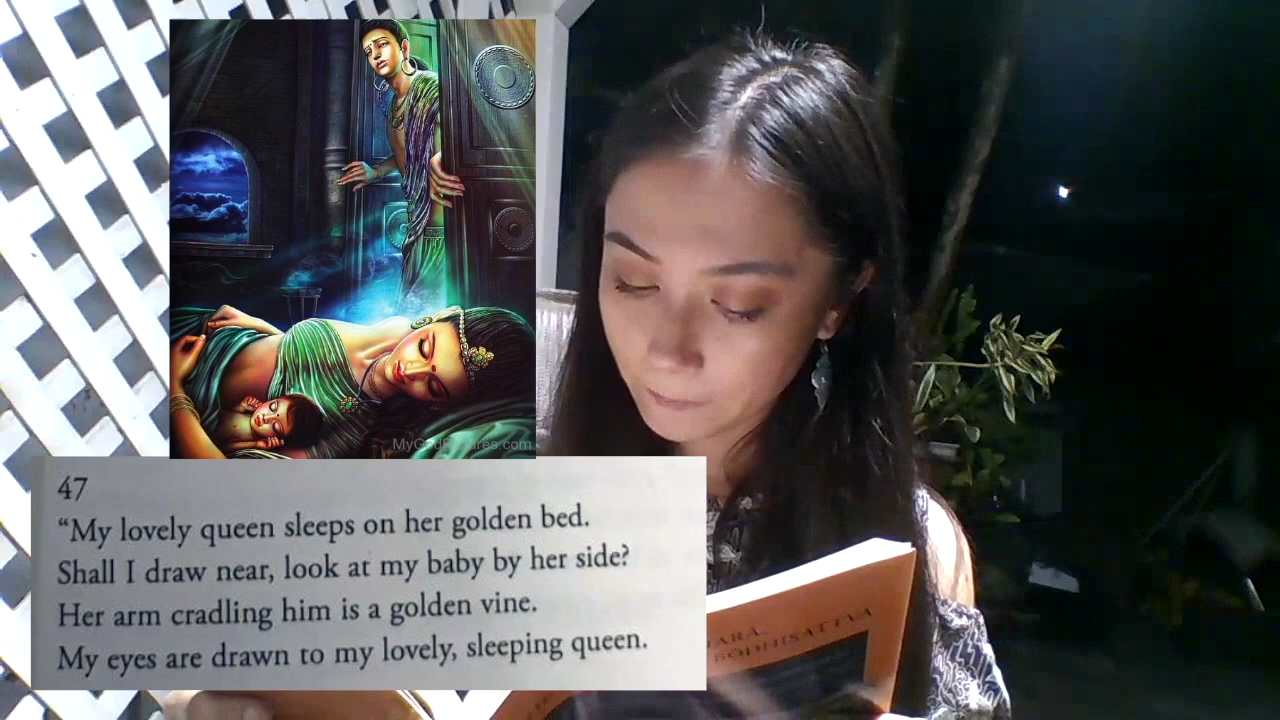 MyGodPictures.com
47
“My lovely queen sleeps on her golden bed.
Shall I draw near, look at my baby by her side?
Her arm cradling him is a golden vine.
My eyes are drawn to my lovely, sleeping queen.
BODHISATTVA